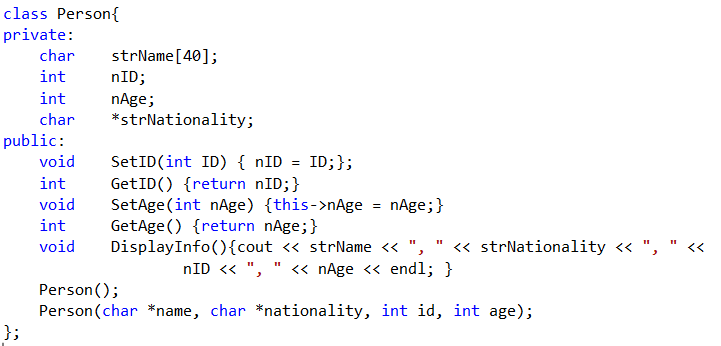 class Person{
private:
    char    strName[40];
    int     nID;
    int     nAge;
    char    *strNationality;
public:
    void    SetID(int ID) { nID = ID;};
    int     GetID() {return nID;}
    void    SetAge(int nAge) {this->nAge = nAge;}
    int     GetAge() {return nAge;}
    void    DisplayInfo(){cout << strName << ", " << strNationality << ", " <<
                    nID << ", " << nAge << endl; }
    Person();
    Person(char *name, char *nationality, int id, int age);
};